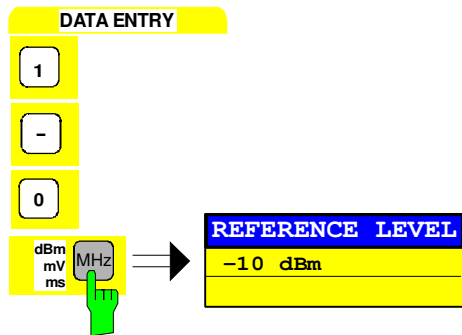 DATA ENTRY
1
-
0
dBm
mV
ms
MHz
REFERENCE LEVEL
-10 dBm